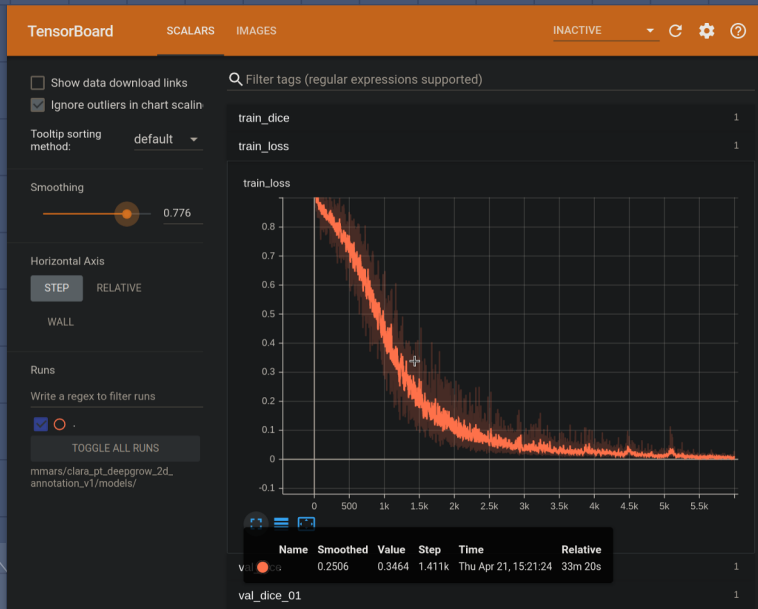 TensorBoard SCALARS IMAGES INACTIVE
Show data download links
Ignore outliers in chart scalin
Tooltip sorting
method: default
Smoothing
0.776
Horizontal Axis
STEP RELATIVE
WALL
Runs
Write a regex to filter runs
.
TOGGLE ALL RUNS
mmars/clara_pt_deepgrow_2d_
annotation_v1/models/
Filter tags (regular expressions supported)
train_dice 1
train_loss 1
train_loss
0.8
0.7
0.6
0.5
0.4
0.3
0.2
0.1
0
-0.1
0 500 1k 1.5k 2k 2.5k 3k 3.5k 4k 4.5k 5k 5.5k
Name Smoothed Value Step Time Relative
0.2506 0.3464 1.411k Thu Apr 21, 15:21:24 33m 20s
1
val_dice_01 1